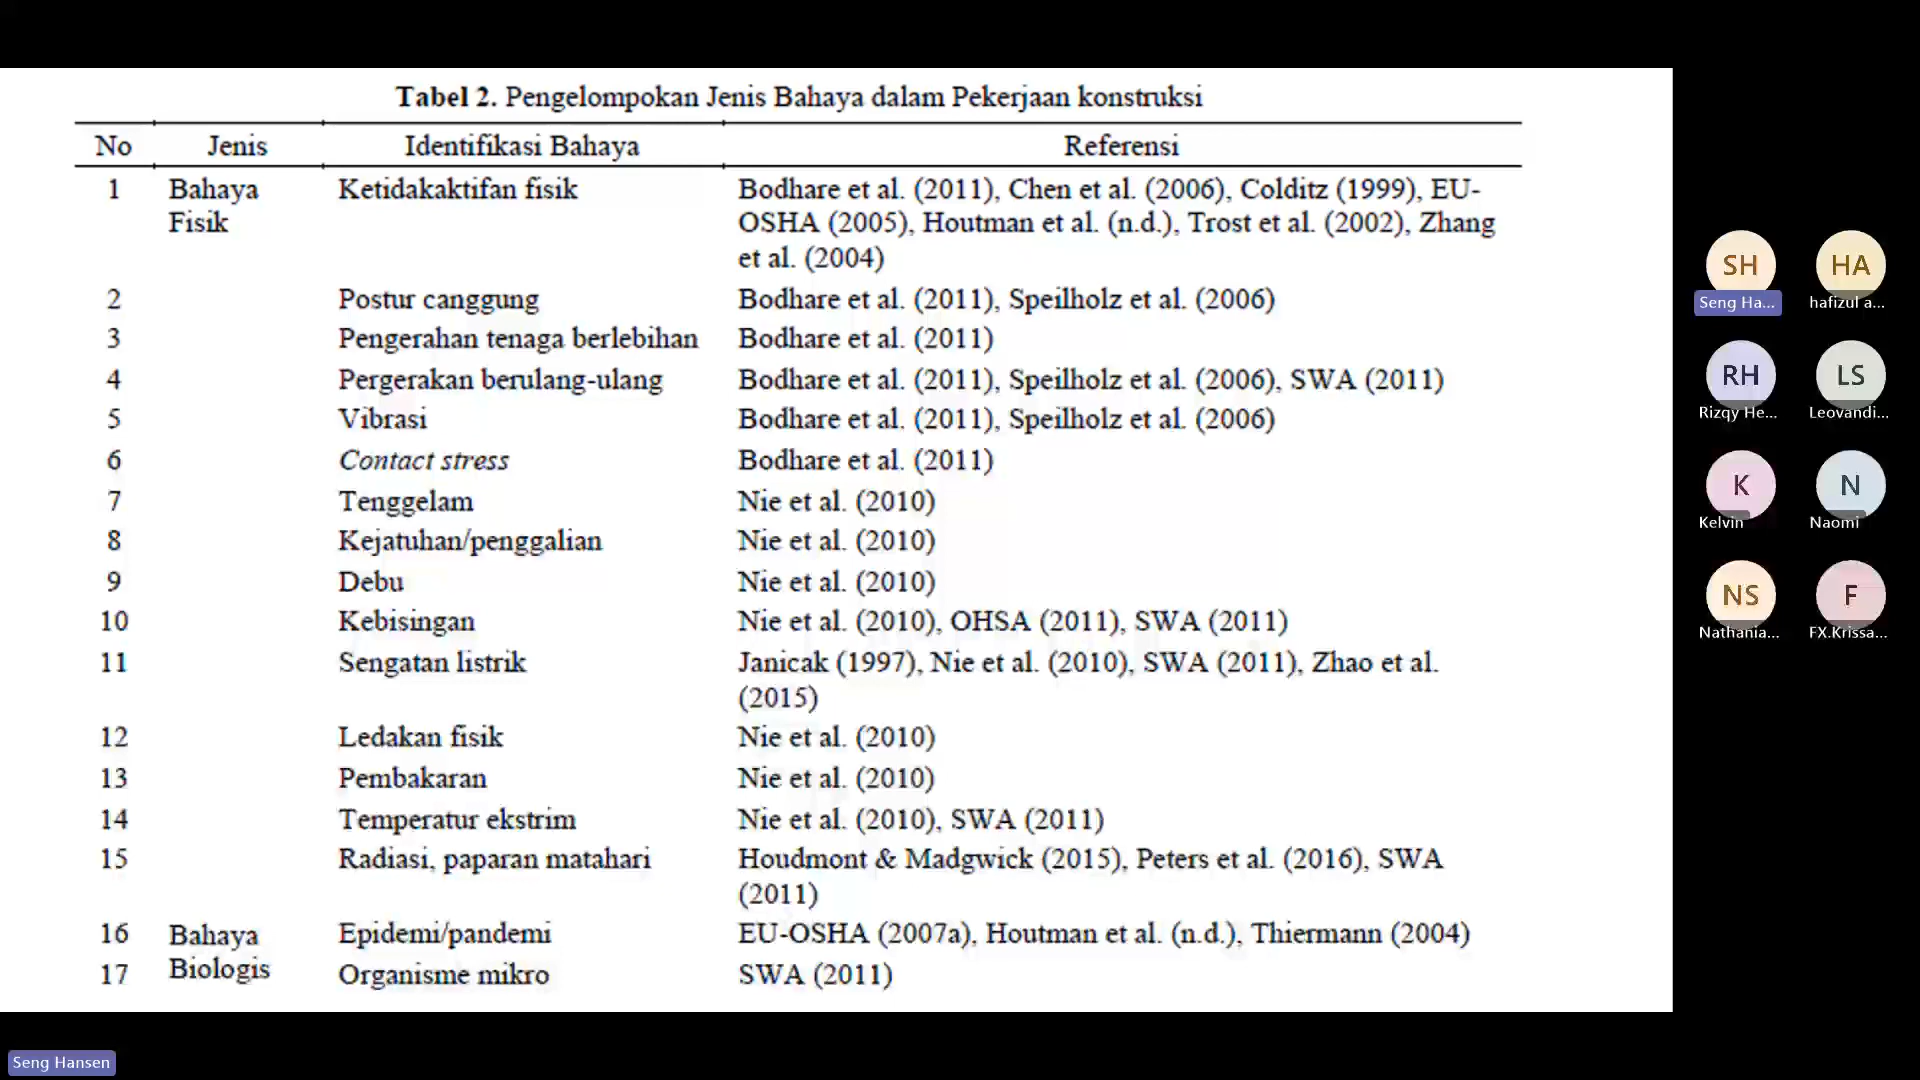 Tabel 2. Pengelompokan Jenis Bahaya dalam Pekerjaan konstruksi
No Jenis Identifikasi Bahaya Referensi
1 Bahaya Ketidakaktifan fisik Bodhare et al. (2011), Chen et al. (2006), Colditz (1999), EU-
Fisik OSHA (2005), Houtman et al. (n.d.), Trost et al. (2002), Zhang
et al. (2004)
2 Postur canggung Bodhare et al. (2011), Speilholz et al. (2006)
3 Pengerahan tenaga berlebihan Bodhare et al. (2011)
4 Pergerakan berulang-ulang Bodhare et al. (2011), Speilholz et al. (2006), SWA (2011)
5 Vibrasi Bodhare et al. (2011), Speilholz et al. (2006)
6 Contact stress Bodhare et al. (2011)
7 Tenggelam Nie et al. (2010)
8 Kejatuhan/penggalian Nie et al. (2010)
9 Debu Nie et al. (2010)
10 Kebisingan Nie et al. (2010), OHSA (2011), SWA (2011)
11 Sengatan listrik Janicak (1997), Nie et al. (2010), SWA (2011), Zhao et al.
(2015)
12 Ledakan fisik Nie et al. (2010)
13 Pembakaran Nie et al. (2010)
14 Temperatur ekstrim Nie et al. (2010), SWA (2011)
15 Radiasi, paparan matahari Houdmont & Madgwick (2015), Peters et al. (2016), SWA
(2011)
16 Bahaya Epidemi/pandemi EU-OSHA (2007a), Houtman et al. (n.d.), Thiermann (2004)
17 Biologis Organisme mikro SWA (2011)
SH HA
Seng Ha... hafizul a...
RH LS
Rizqy He... Leovandi...
K N
Kelvin Naomi
NS F
Nathania... FX.Krissa...
Seng Hansen